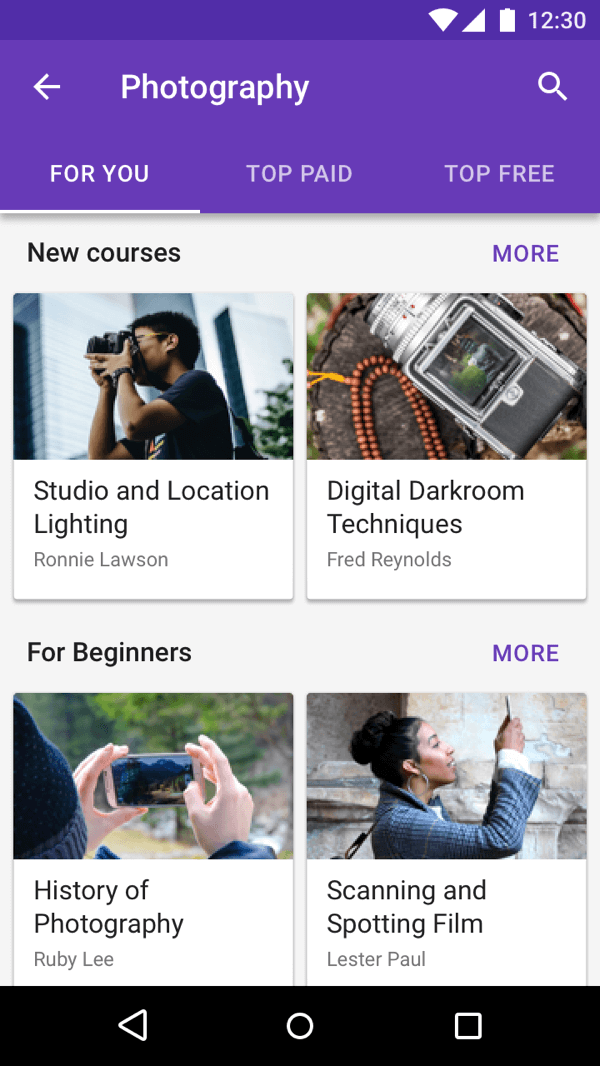 12:30
Photography
FOR YOU
TOP PAID
TOP FREE
New courses
MORE
Studio and Location
Lighting
Ronnie Lawson
Digital Darkroom
Techniques
Fred Reynolds
For Beginners
MORE
History of
Photography
Ruby Lee
Scanning and
Spotting Film
Lester Paul